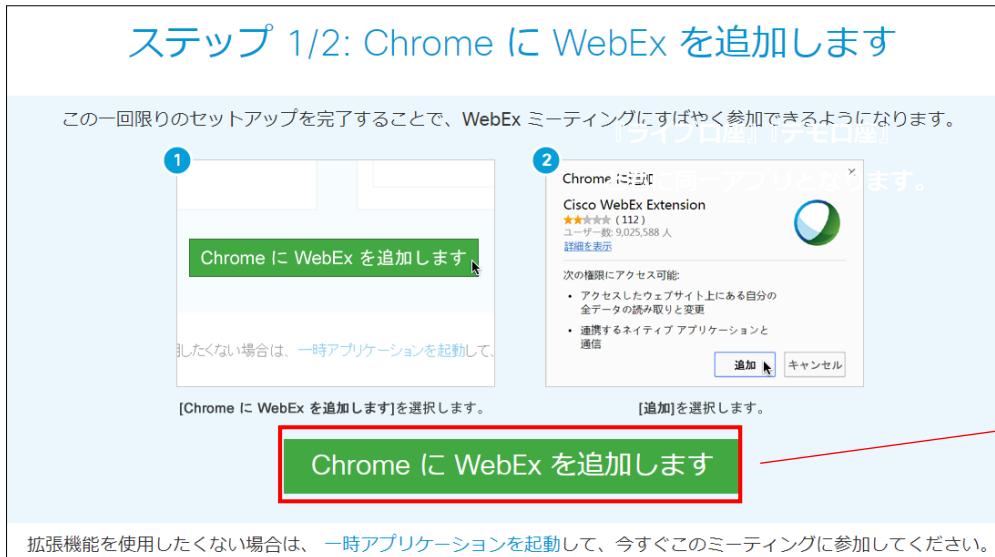 ステップ 1/2: Chrome に WebEx を追加します
この一回限りのセットアップを完了することで、WebEx ミーティングにすばやく参加できるようになります。
『ライブ口座』『デモ口座』
に同一アプリとなります。
1
Chrome に WebEx を追加します
用したくない場合は、一時アプリケーションを起動して、
[Chrome に WebEx を追加します]を選択します。
2
Chrome に追加
×
Cisco WebEx Extension
★★★★★ ( 112 )
ユーザー数: 9,025,588 人
詳細を表示
次の権限にアクセス可能:
• アクセスしたウェブサイト上にある自分の
全データの読み取りと変更
• 連携するネイティブ アプリケーションと
通信
追加
キャンセル
[追加]を選択します。
Chrome に WebEx を追加します
拡張機能を使用したくない場合は、 一時アプリケーションを起動して、今すぐこのミーティングに参加してください。